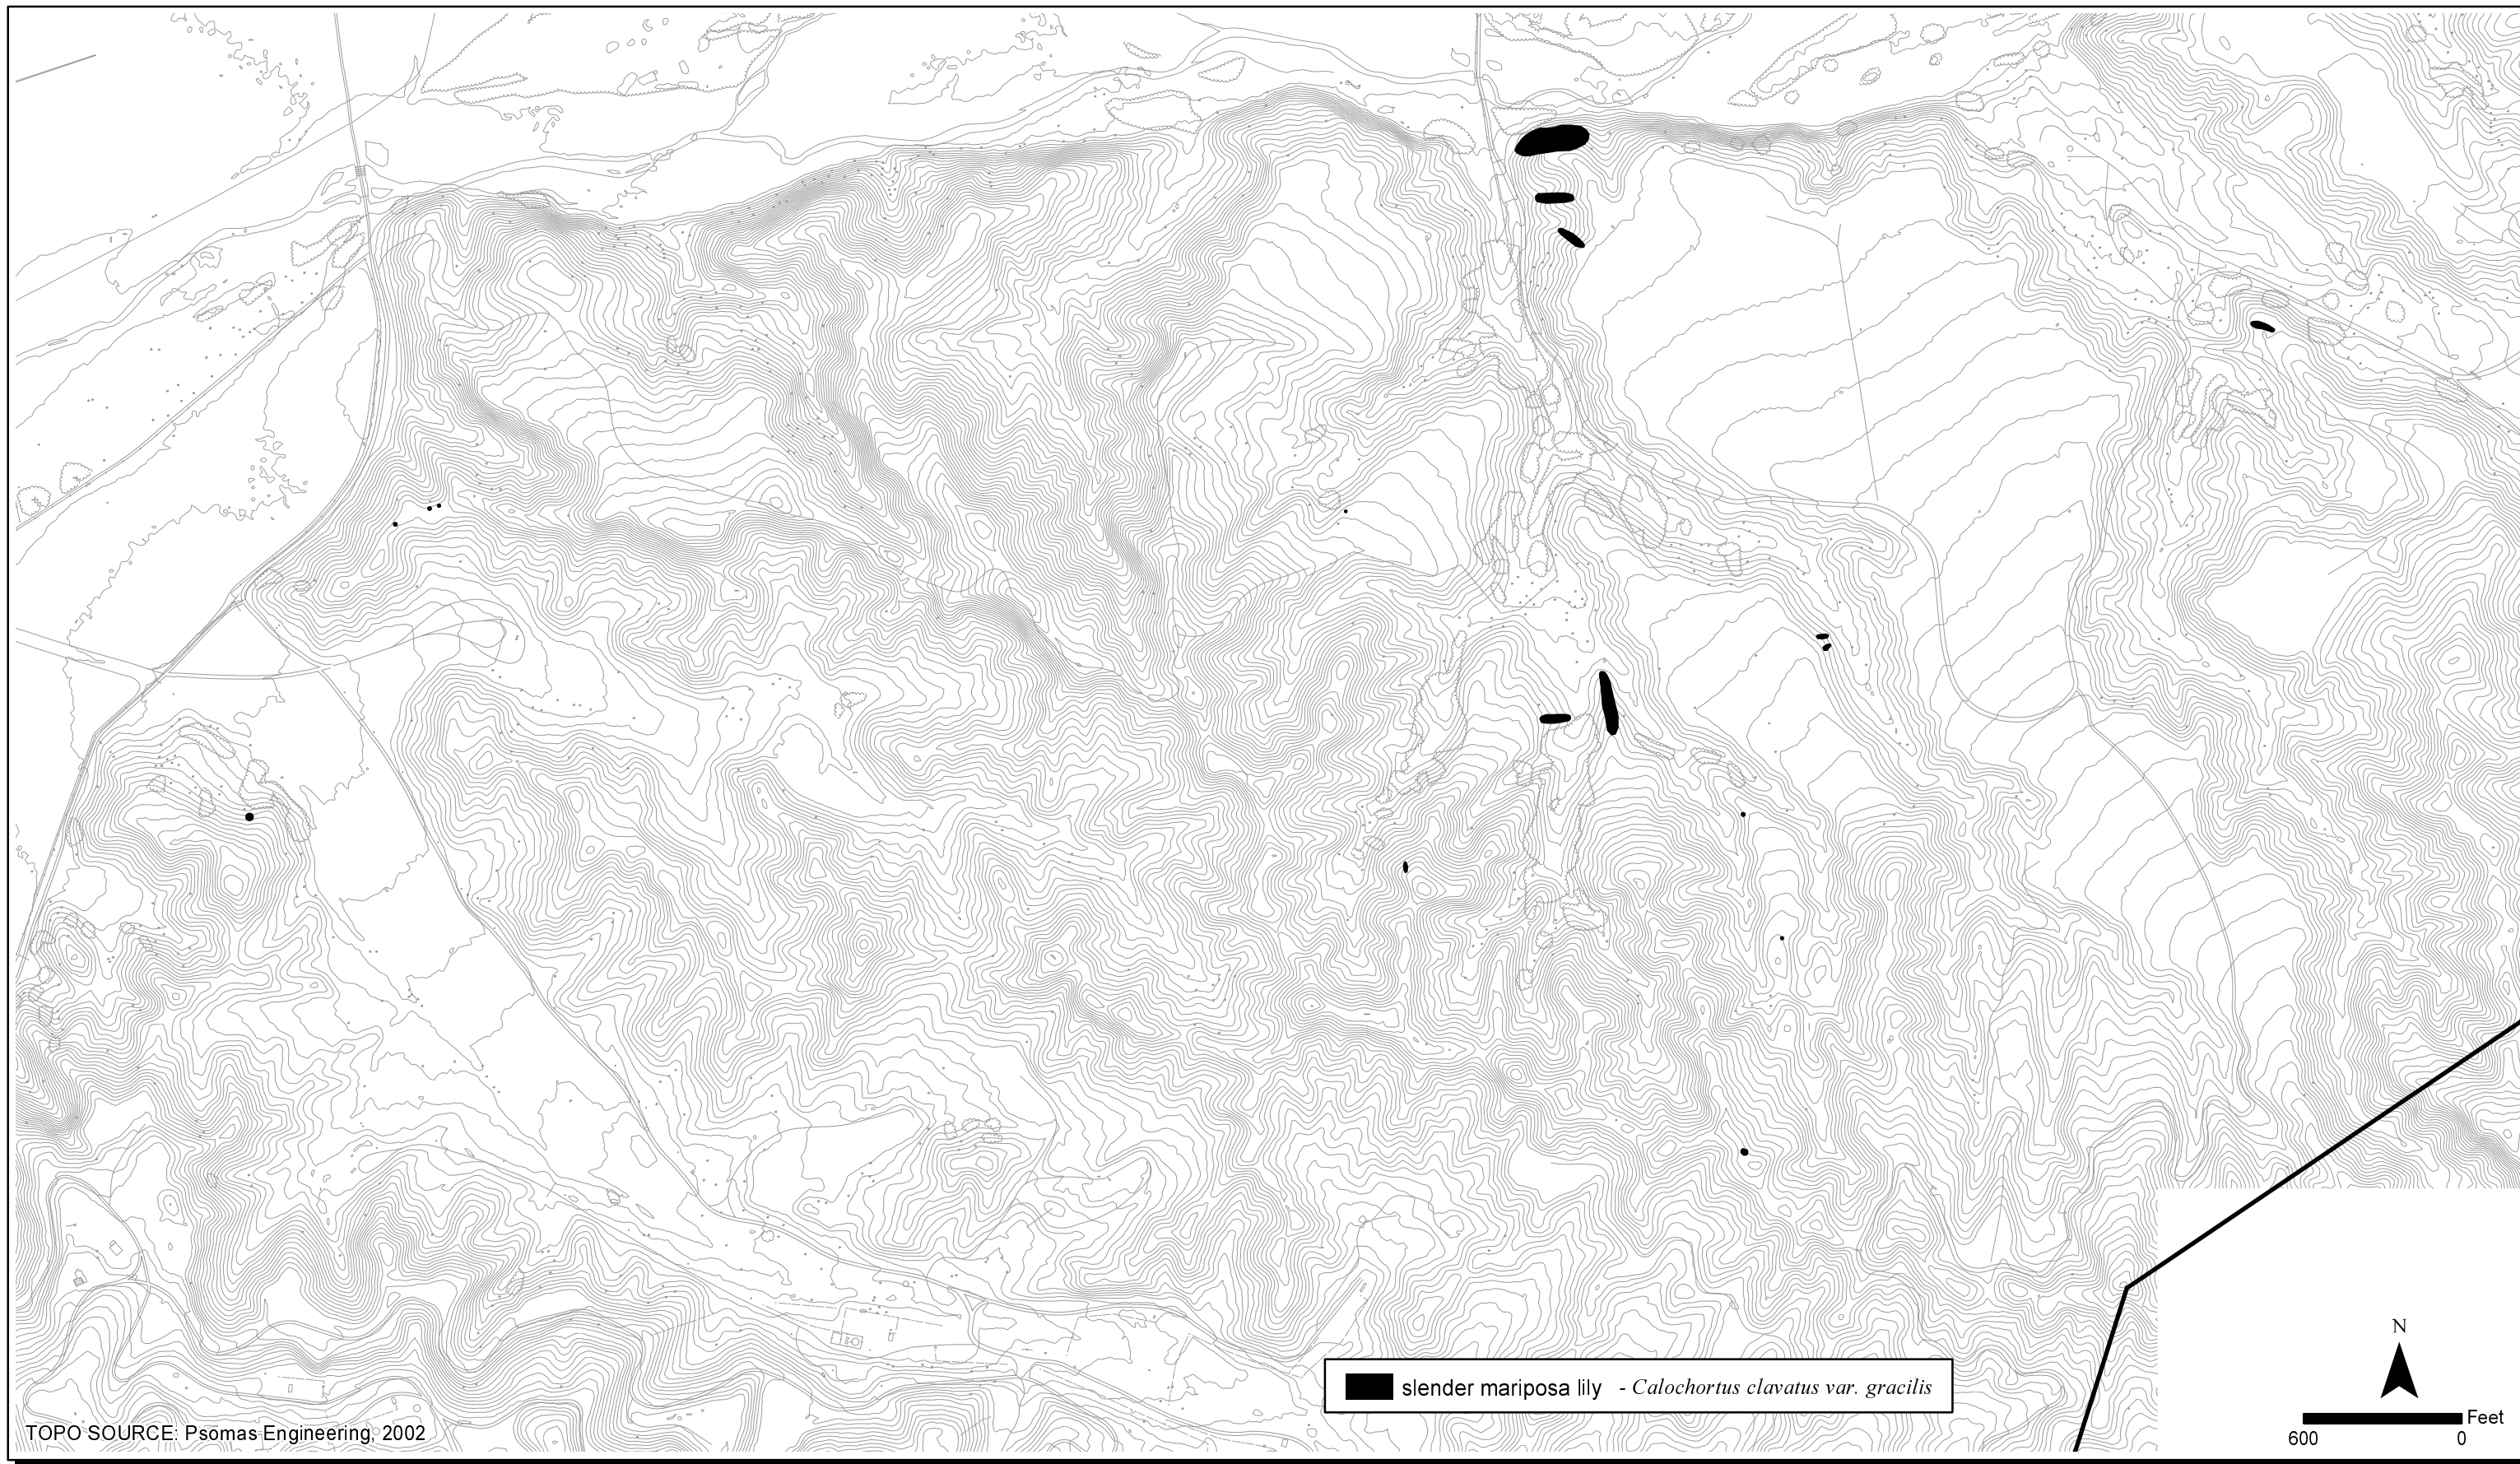 N
slender mariposa lily - Calochortus clavatus var. gracilis
Feet
600 0
TOPO SOURCE: Psomas Engineering, 2002